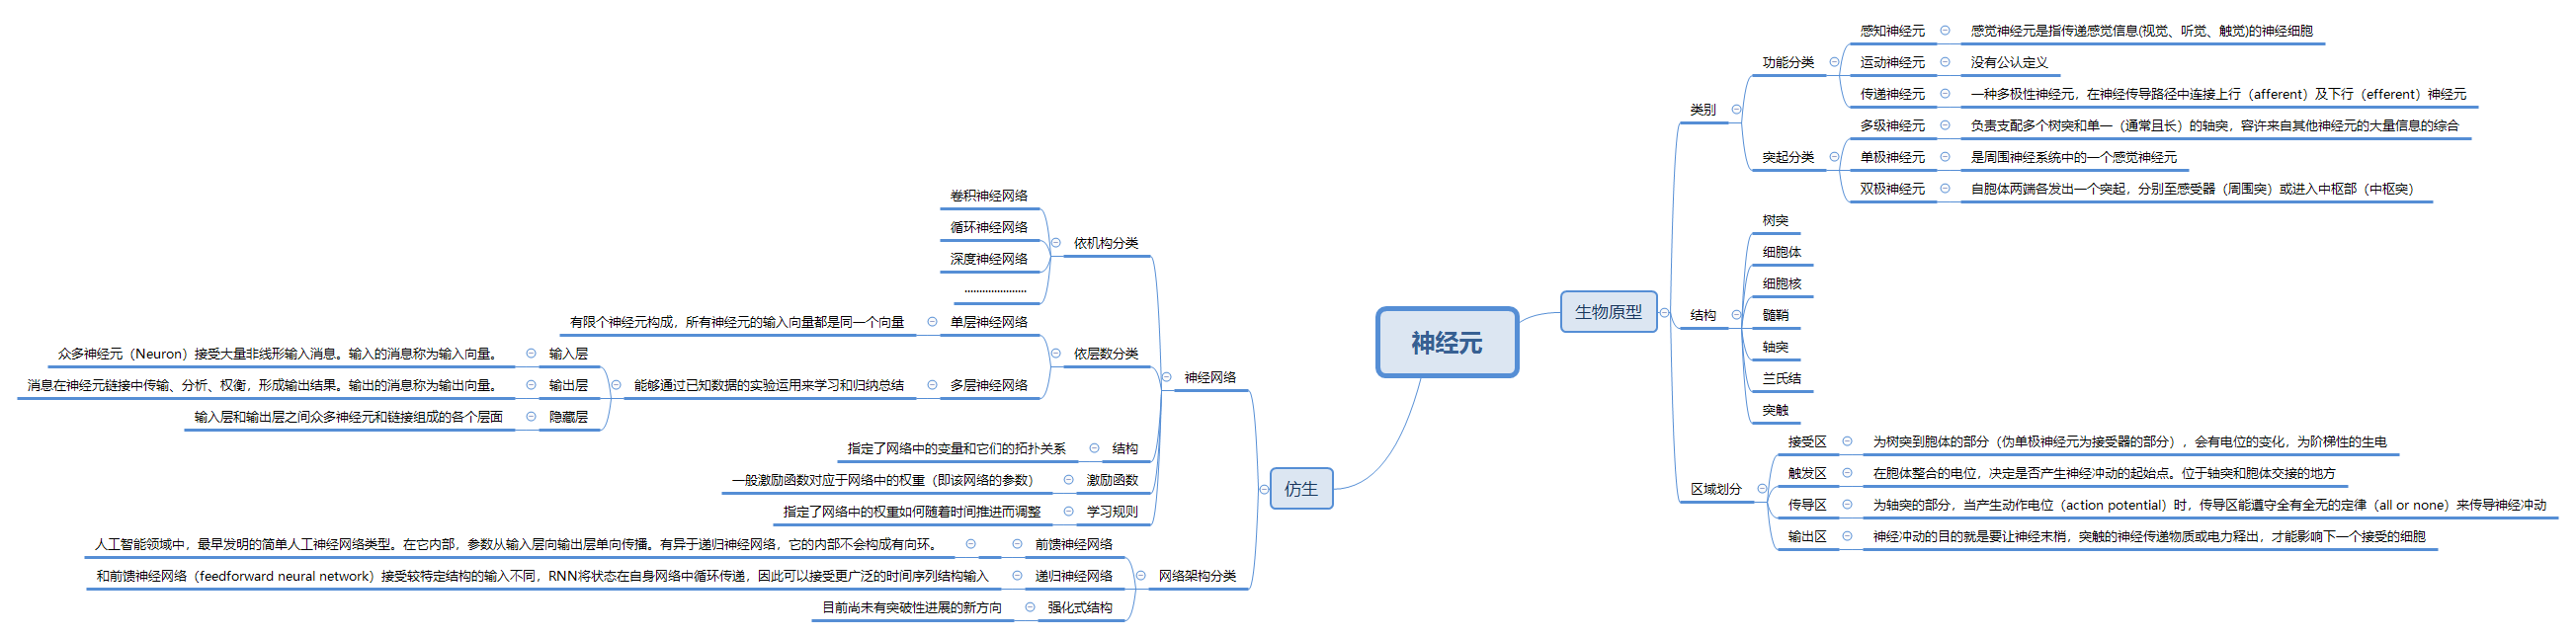 神经元
生物原型
类别
功能分类
感知神经元
感觉神经元是指传递感觉信息(视觉、听觉、触觉)的神经细胞
运动神经元
没有公认定义
传递神经元
一种多极性神经元，在神经传导路径中连接上行（afferent）及下行（efferent）神经元
突起分类
多级神经元
负责支配多个树突和单一（通常且长）的轴突，容许来自其他神经元的大量信息的综合
单极神经元
是周围神经系统中的一个感觉神经元
双极神经元
自胞体两端各发出一个突起，分别至感受器（周围突）或进入中枢部（中枢突）
结构
树突
细胞体
细胞核
髓鞘
轴突
兰氏结
突触
区域划分
接受区
为树突到胞体的部分（伪单极神经元为接受器的部分），会有电位的变化，为阶梯性的生电
触发区
在胞体整合的电位，决定是否产生神经冲动的起始点。位于轴突和胞体交接的地方
传导区
为轴突的部分，当产生动作电位（action potential）时，传导区能遵守全有全无的定律（all or none）来传导神经冲动
输出区
神经冲动的目的就是要让神经末梢，突触的神经传递物质或电力释出，才能影响下一个接受的细胞
仿生
神经网络
依机构分类
卷积神经网络
循环神经网络
深度神经网络
.....................
依层数分类
单层神经网络
有限个神经元构成，所有神经元的输入向量都是同一个向量
多层神经网络
能够通过已知数据的实验运用来学习和归纳总结
输入层
众多神经元（Neuron）接受大量非线形输入消息。输入的消息称为输入向量。
输出层
消息在神经元链接中传输、分析、权衡，形成输出结果。输出的消息称为输出向量。
隐藏层
输入层和输出层之间众多神经元和链接组成的各个层面
结构
指定了网络中的变量和它们的拓扑关系
激励函数
一般激励函数对应于网络中的权重（即该网络的参数）
学习规则
指定了网络中的权重如何随着时间推进而调整
网络架构分类
前馈神经网络
人工智能领域中，最早发明的简单人工神经网络类型。在它内部，参数从输入层向输出层单向传播。有异于递归神经网络，它的内部不会构成有向环。
递归神经网络
和前馈神经网络（feedforward neural network）接受较特定结构的输入不同，RNN将状态在自身网络中循环传递，因此可以接受更广泛的时间序列结构输入
强化式结构
目前尚未有突破性进展的新方向